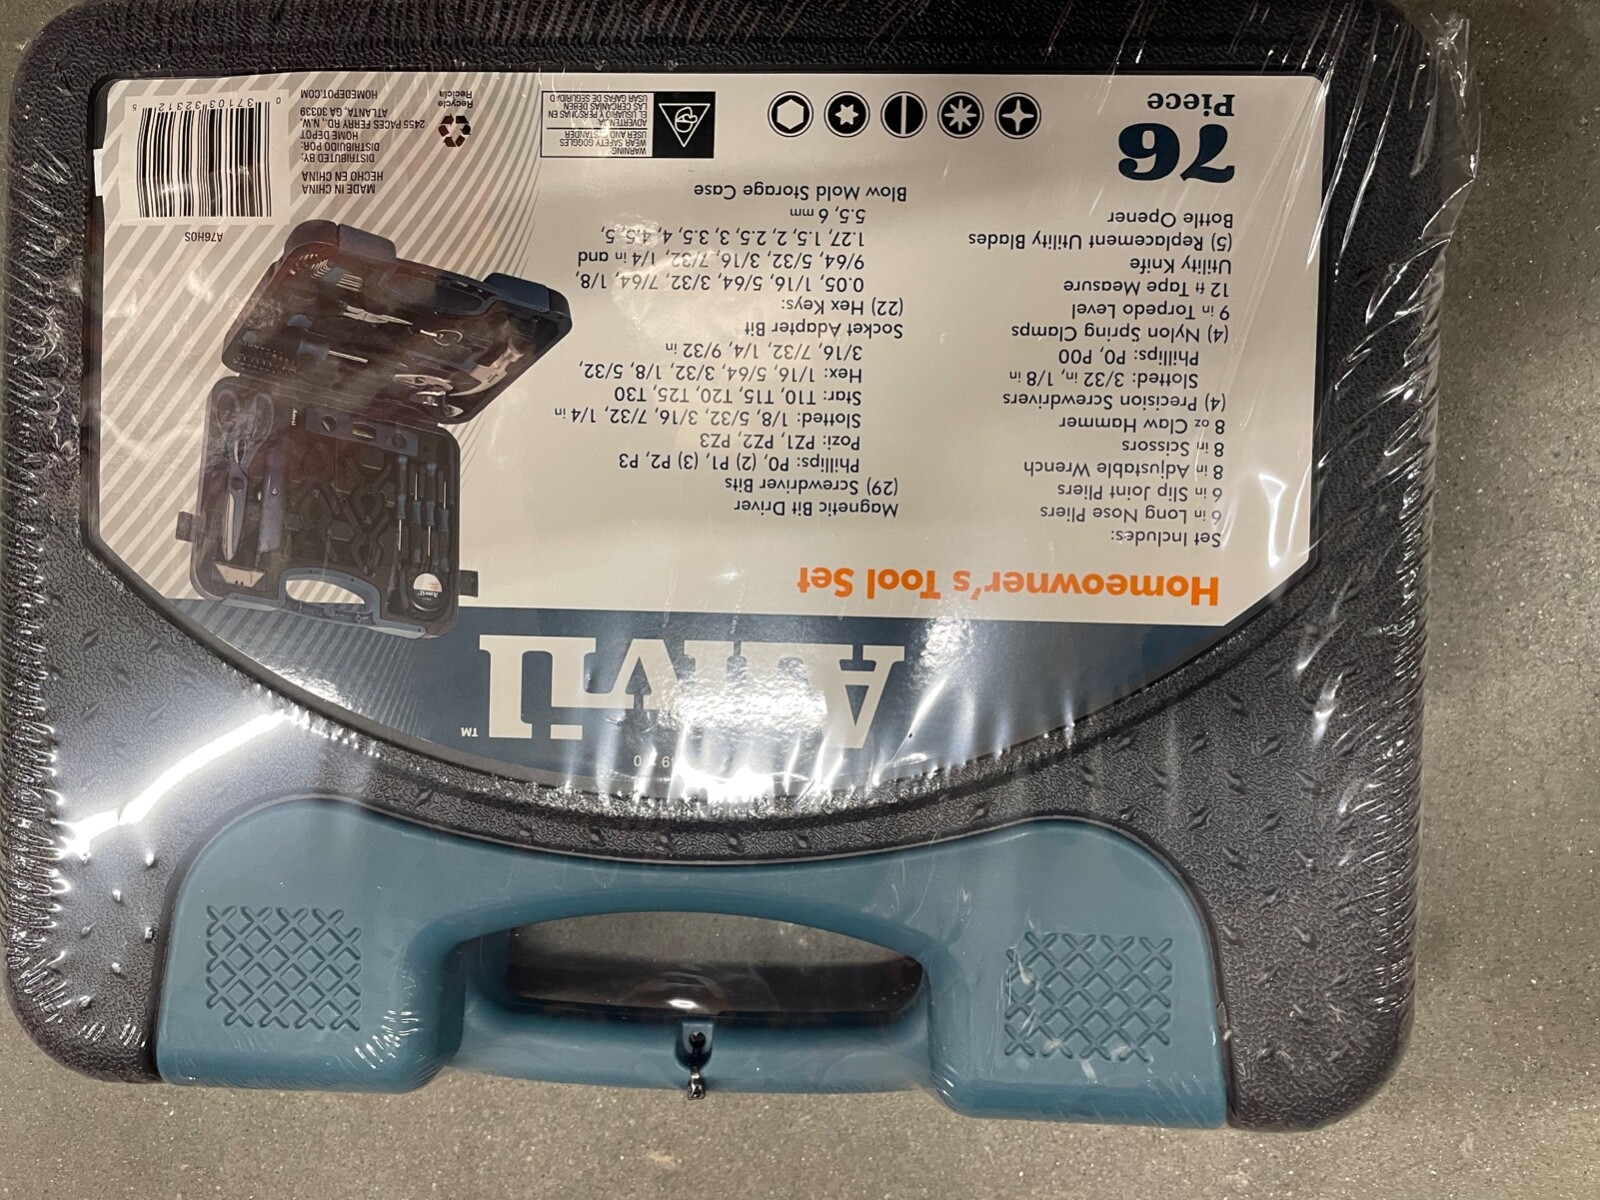 Anvil™
Homeowner's Tool Set
Set Includes:
6 in Long Nose Pliers
6 in Slip Joint Pliers
8 in Adjustable Wrench
8 in Scissors
8 oz Claw Hammer
(4) Precision Screwdrivers
Slotted: 3/32 in, 1/8 in
Phillips: P0, P00
(4) Nylon Spring Clamps
9 in Torpedo Level
12 ft Tape Measure
Utility Knife
(5) Replacement Utility Blades
Bottle Opener
Magnetic Bit Driver
(29) Screwdriver Bits
Phillips: P0, (2) P1, (3) P2, P3
Pozi: PZ1, PZ2, PZ3
Slotted: 1/8, 5/32, 3/16, 7/32, 1/4 in
Star: T10, T15, T20, T25, T30
Hex: 1/16, 5/64, 3/32, 1/8, 5/32,
3/16, 7/32, 1/4, 9/32 in
Socket Adapter Bit
(22) Hex Keys:
0.05, 1/16, 5/64, 3/32, 7/64, 1/8,
9/64, 5/32, 3/16, 7/32, 1/4 in and
1.27, 1.5, 2, 2.5, 3, 3.5, 4, 4.5, 5,
5.5, 6 mm
Blow Mold Storage Case
76
Piece
WARNING:
WEAR SAFETY GOGGLES
USER AND BYSTANDER
ADVERTENCIA
EL USUARIO Y PERSONAS EN
LAS CERCANIAS DEBEN
USAR GAFAS DE SEGURIDAD
A76HOS
MADE IN CHINA
HECHO EN CHINA
DISTRIBUTED BY:
DISTRIBUIDO POR:
HOME DEPOT
2455 PACES FERRY RD., N.W.
ATLANTA, GA 30339
HOMEDEPOT.COM
Recycle
Recicla
0 37103 32312 5